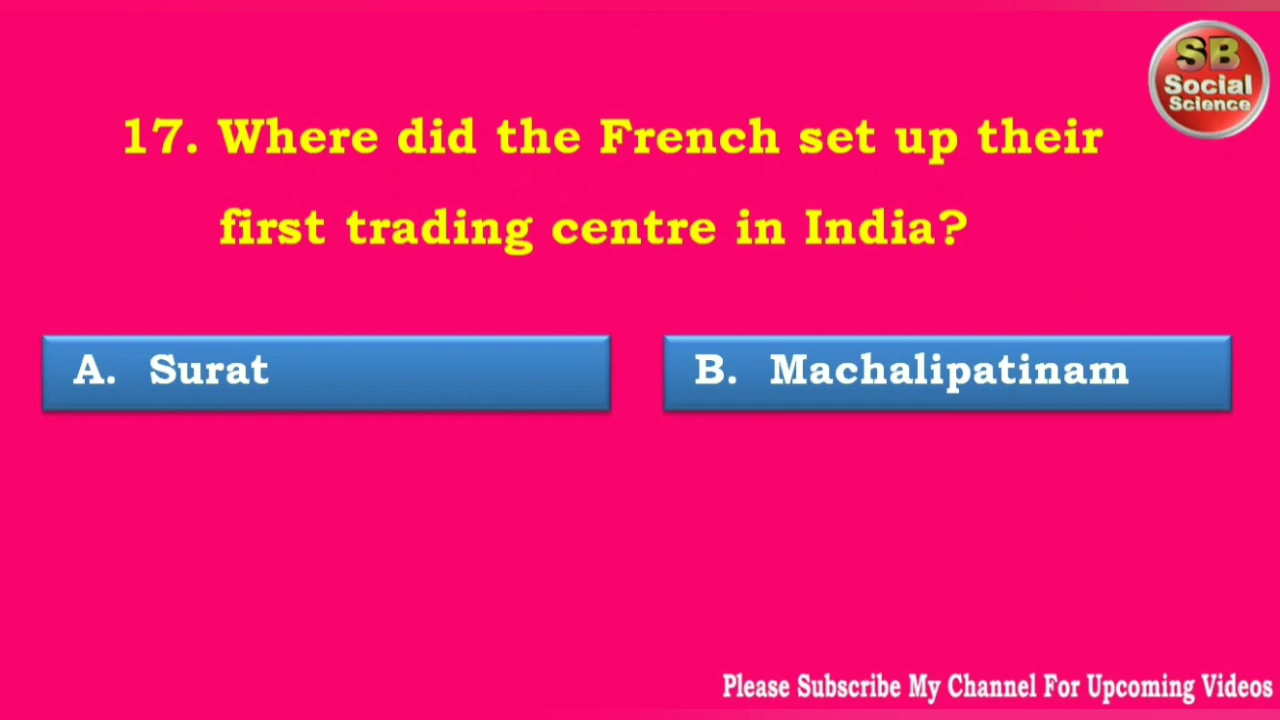 SB
Social
Science
17. Where did the French set up their
first trading centre in India?
A. Surat
B. Machalipatinam
Please Subscribe My Channel For Upcoming Videos